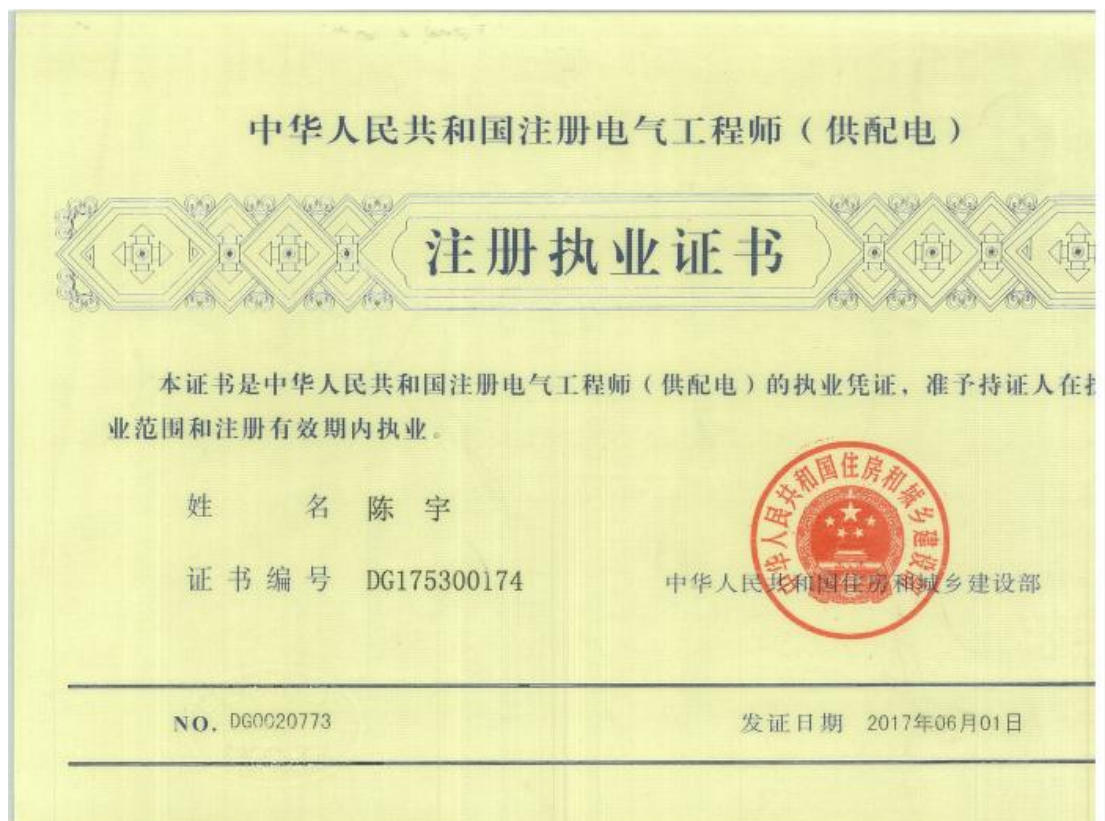 中华人民共和国注册电气工程师（供配电）
注册执业证书
本证书是中华人民共和国注册电气工程师（供配电）的执业凭证，准予持证人在执
业范围和注册有效期内执业。
姓 名 陈 宇
证书编号 DG175300174
中华人民共和国住房和城乡建设部
中华人民共和国住房和城乡建设部
NO. DG0020773
发证日期 2017年06月01日